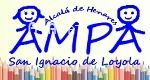 Alcalá de Henares
AMPA
San Ignacio de Loyola